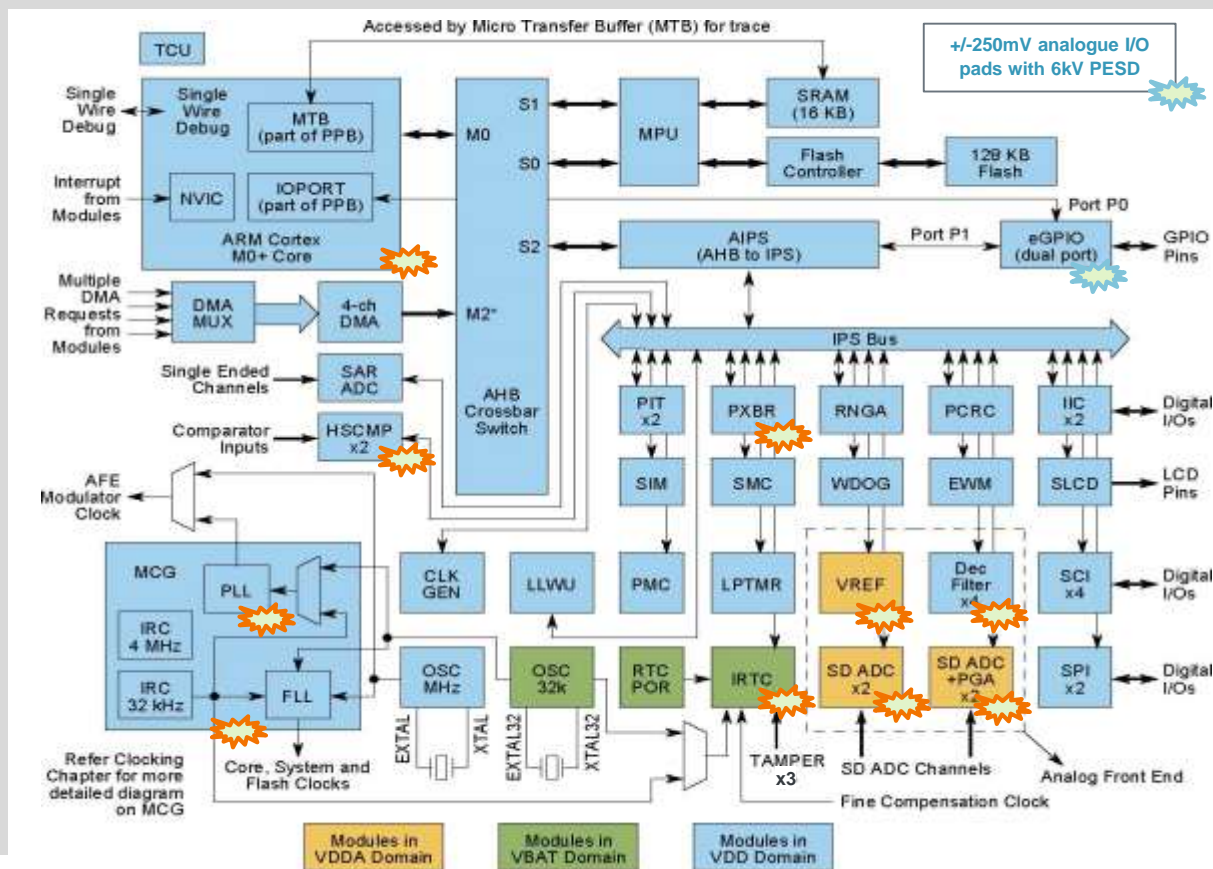 Accessed by Micro Transfer Buffer (MTB) for trace
+/-250mV analogue I/O
pads with 6kV PESD
TCU
Single
Wire
Debug
Single
Wire
Debug
MTB
(part of PPB)
M0
S1
S0
MPU
SRAM
(16 KB)
Flash
Controller
128 KB
Flash
Interrupt
from
Modules
NVIC
IOPORT
(part of PPB)
ARM Cortex
M0+ Core
S2
AIPS
(AHB to IPS)
Port P1
Port P0
eGPIO
(dual port)
GPIO
Pins
Multiple
DMA
Requests
from
Modules
DMA
MUX
4-ch
DMA
M2*
IPS Bus
Single Ended
Channels
SAR
ADC
AHB
Crossbar
Switch
Comparator
Inputs
HSCMP
x2
PIT
x2
PXBR
RNGA
PCRC
IIC
x2
Digital
I/Os
AFE
Modulator
Clock
SIM
SMC
WDOG
EWM
SLCD
LCD
Pins
MCG
PLL
IRC
4 MHz
IRC
32 kHz
FLL
CLK
GEN
LLWU
PMC
LPTMR
VREF
Dec
Filter
x4
SCI
x4
Digital
I/Os
OSC
MHz
OSC
32k
RTC
POR
IRTC
SD ADC
x2
SD ADC
+PGA
x2
SPI
x2
Digital
I/Os
EXTAL
XTAL
EXTAL32
XTAL32
Refer Clocking
Chapter for more
detailed diagram
on MCG
Core, System and
Flash Clocks
TAMPER
x3
SD ADC Channels
Analog Front End
Fine Compensation Clock
Modules in
VDDA Domain
Modules in
VBAT Domain
Modules in
VDD Domain